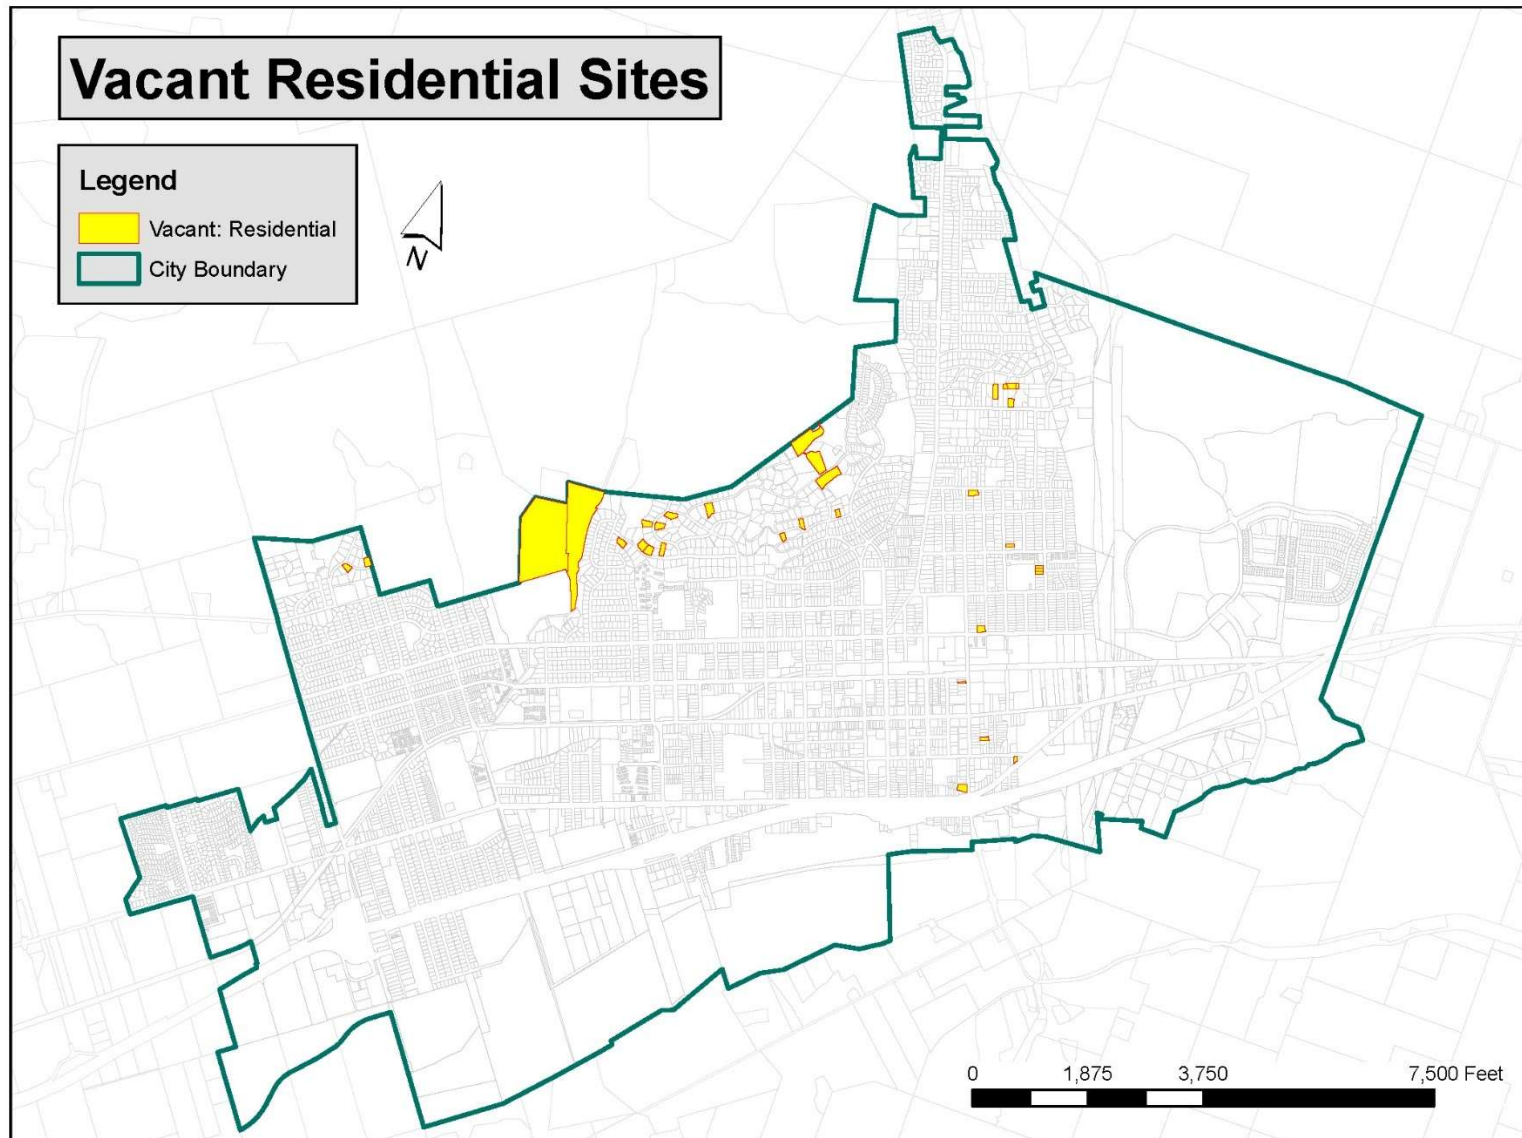 Vacant Residential Sites
Legend
Vacant: Residential
City Boundary
N
0 1,875 3,750 7,500 Feet